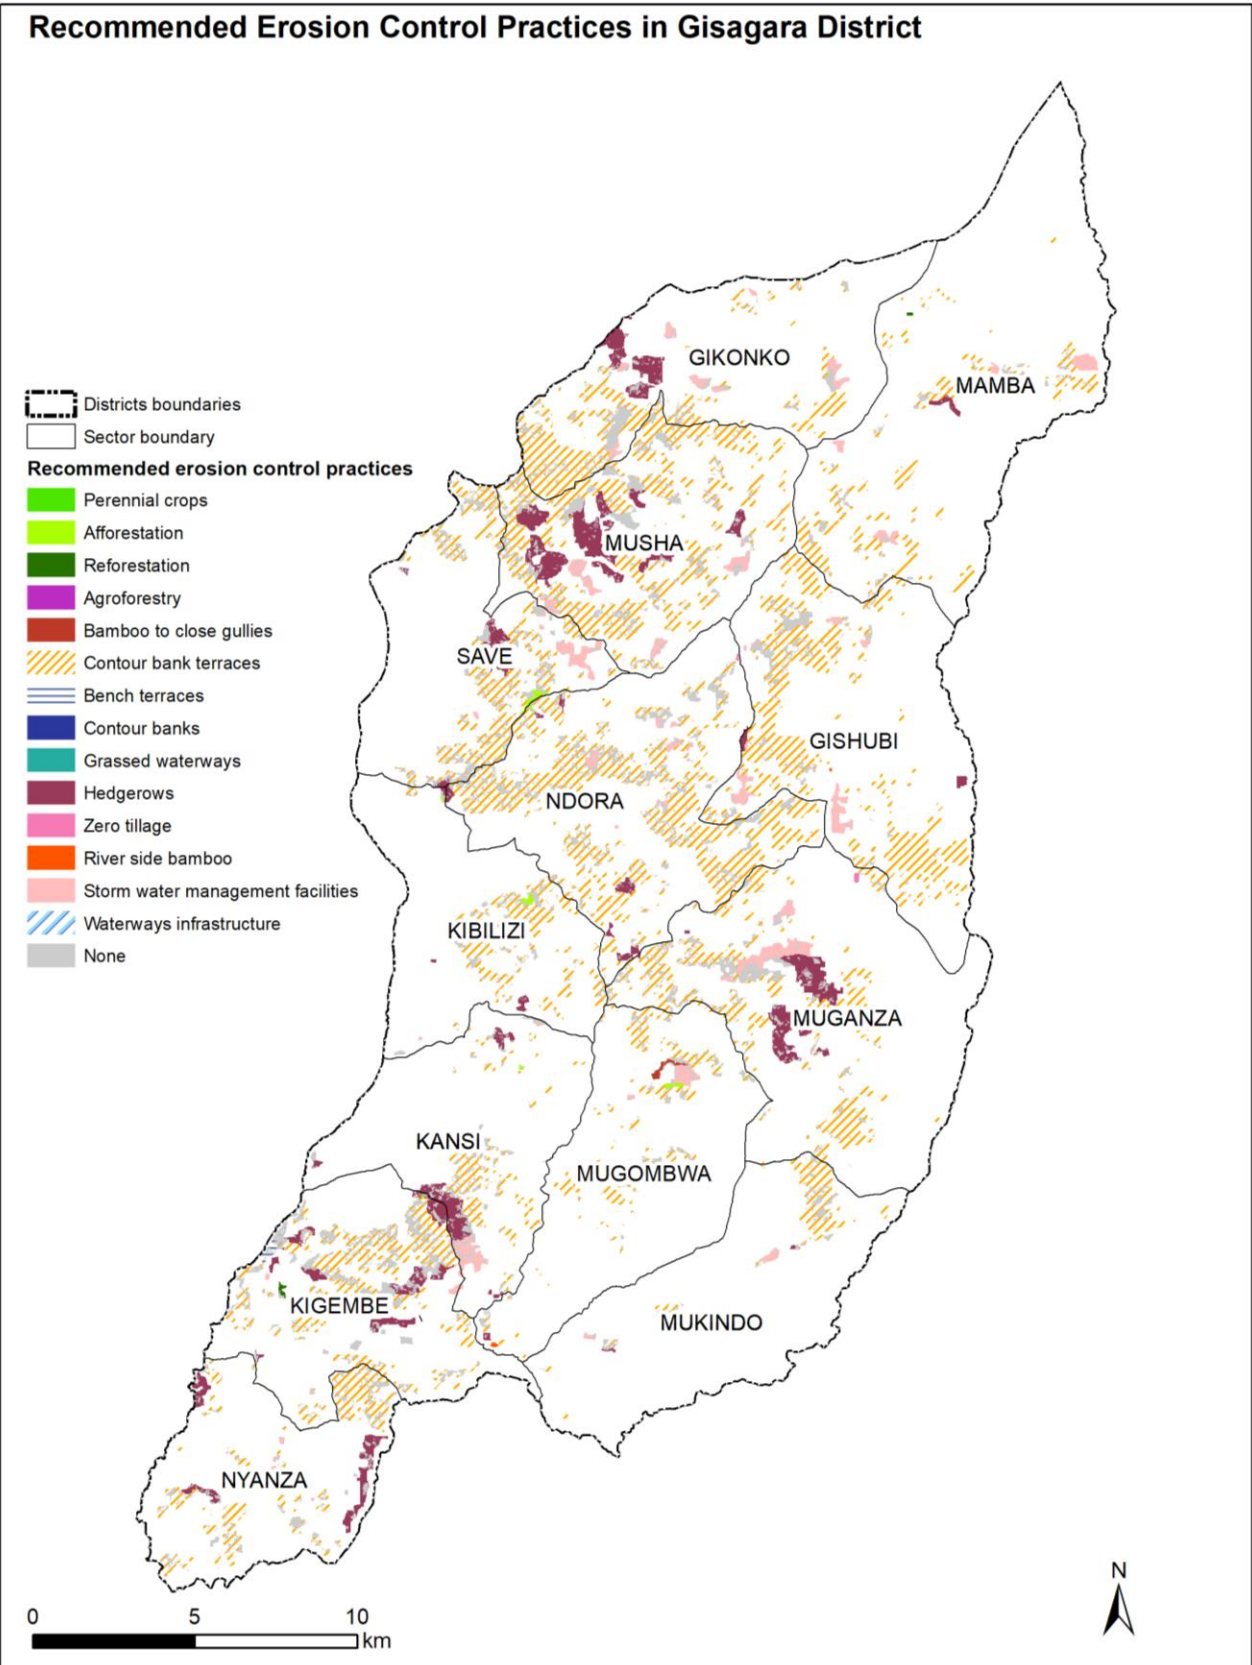 Recommended Erosion Control Practices in Gisagara District
GIKONKO
MAMBA
Districts boundaries
Sector boundary
Recommended erosion control practices
Perennial crops
Afforestation
Reforestation
Agroforestry
Bamboo to close gullies
Contour bank terraces
Bench terraces
Contour banks
Grassed waterways
Hedgerows
Zero tillage
River side bamboo
Storm water management facilities
Waterways infrastructure
None
MUSHA
SAVE
GISHUBI
NDORA
KIBILIZI
MUGANZA
KANSI
MUGOMBWA
KIGEMBE
MUKINDO
NYANZA
N
0 5 10
km